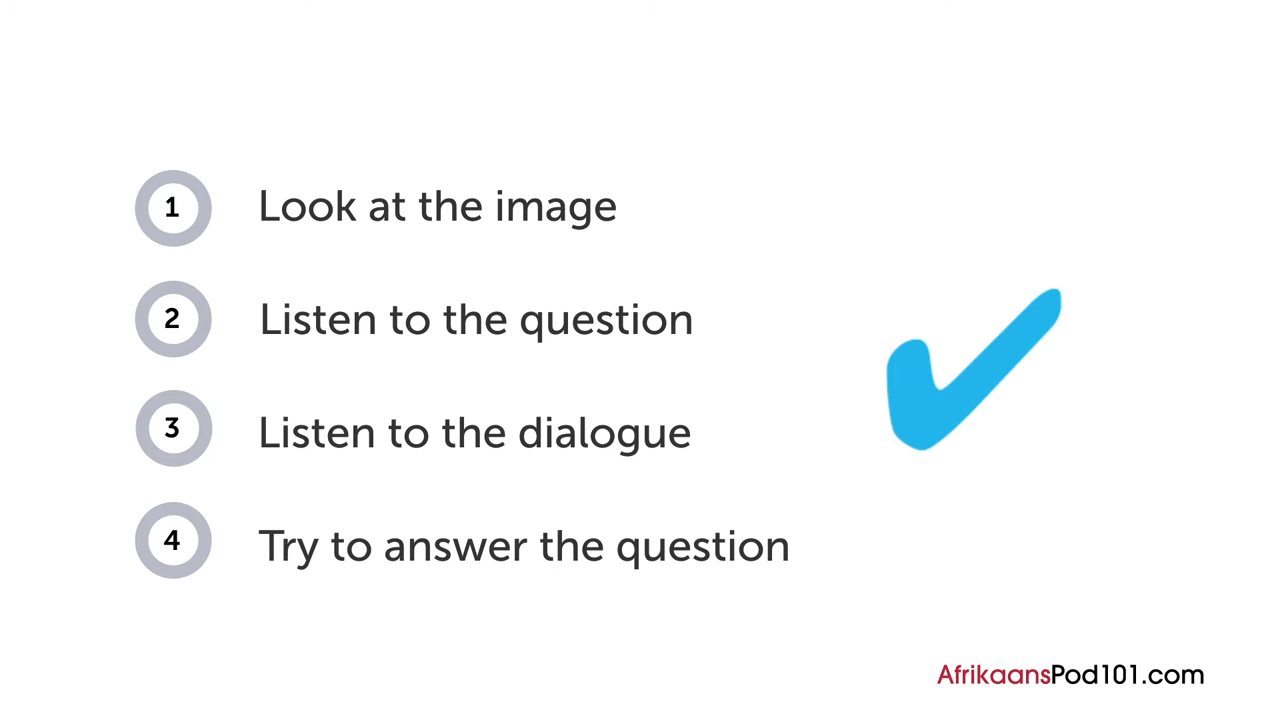 1 Look at the image
2 Listen to the question
3 Listen to the dialogue
4 Try to answer the question
AfrikaansPod101.com